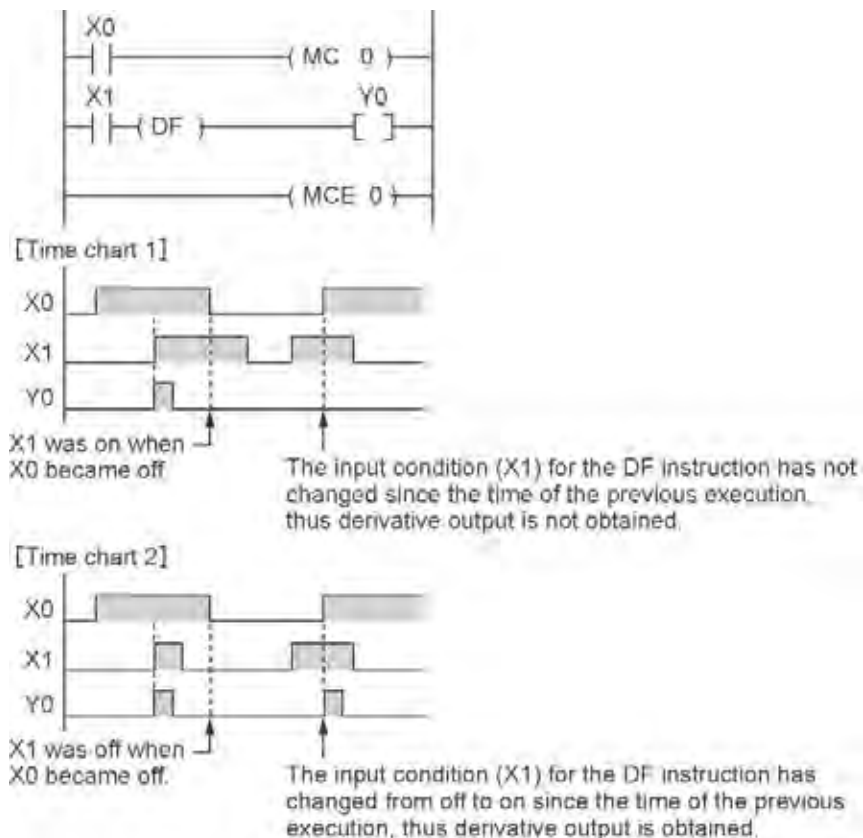 X0
( MC 0 )
X1 Y0
( DF ) [ ]
( MCE 0 )
[Time chart 1]
X0
X1
Y0
X1 was on when
X0 became off
The input condition (X1) for the DF instruction has not
changed since the time of the previous execution,
thus derivative output is not obtained.
[Time chart 2]
X0
X1
Y0
X1 was off when
X0 became off.
The input condition (X1) for the DF instruction has
changed from off to on since the time of the previous
execution, thus derivative output is obtained.